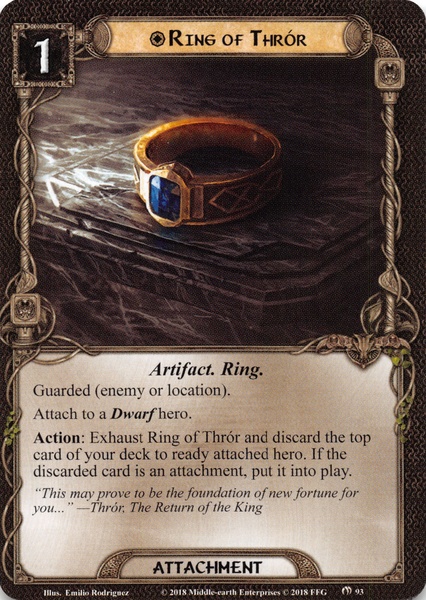 1
Ring of Thrór
Artifact. Ring.
Guarded (enemy or location).
Attach to a Dwarf hero.
Action: Exhaust Ring of Thrór and discard the top
card of your deck to ready attached hero. If the
discarded card is an attachment, put it into play.
“This may prove to be the foundation of new fortune for
you...” —Thrór, The Return of the King
ATTACHMENT
Illus. Emilio Rodriguez © 2018 Middle-earth Enterprises © 2018 FFG 93